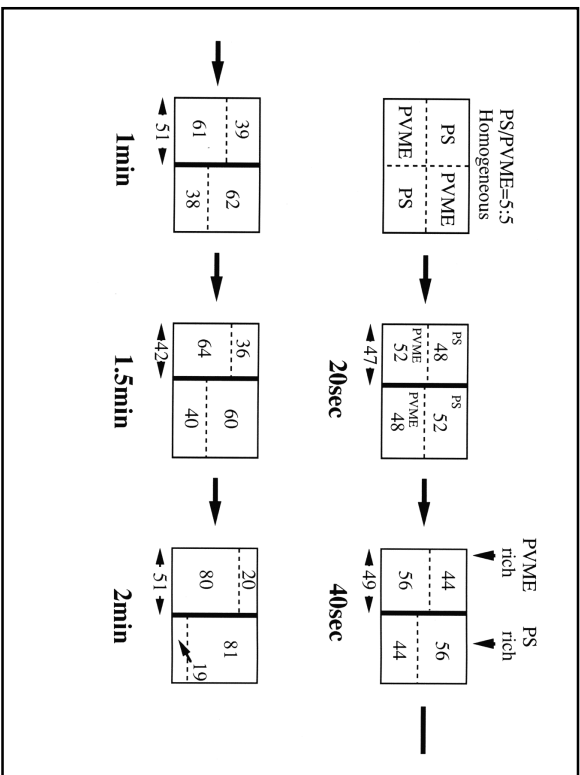 PS/PVME=5:5
Homogeneous
PS PVME
PVME PS
PS PS
48 52
PVME PVME
52 48
47
20sec
PVME
rich
PS
rich
44 56
56 44
49
40sec
39 62
61 38
51
1min
36 60
64 40
42
1.5min
20 81
80 19
51
2min